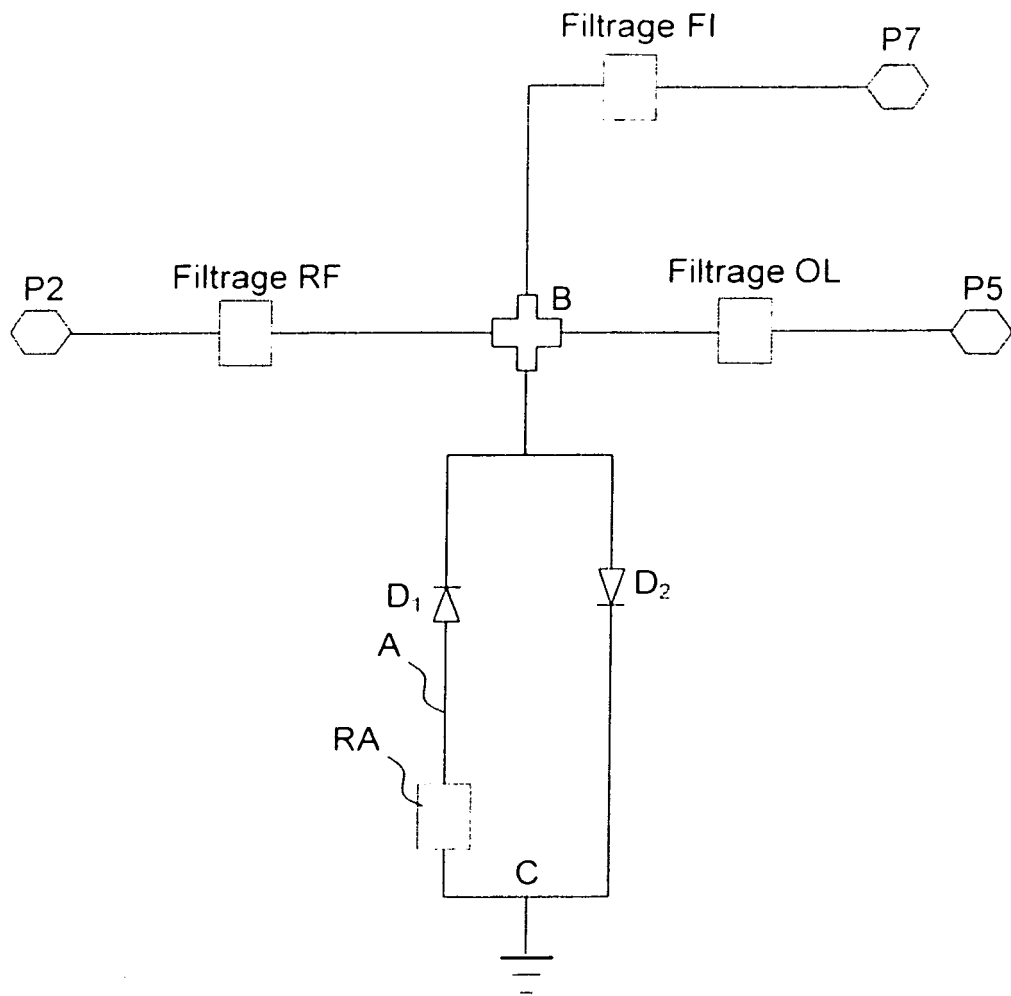 Filtrage FI
P7
P2
Filtrage RF
B
Filtrage OL
P5
D₁
D₂
A
RA
C